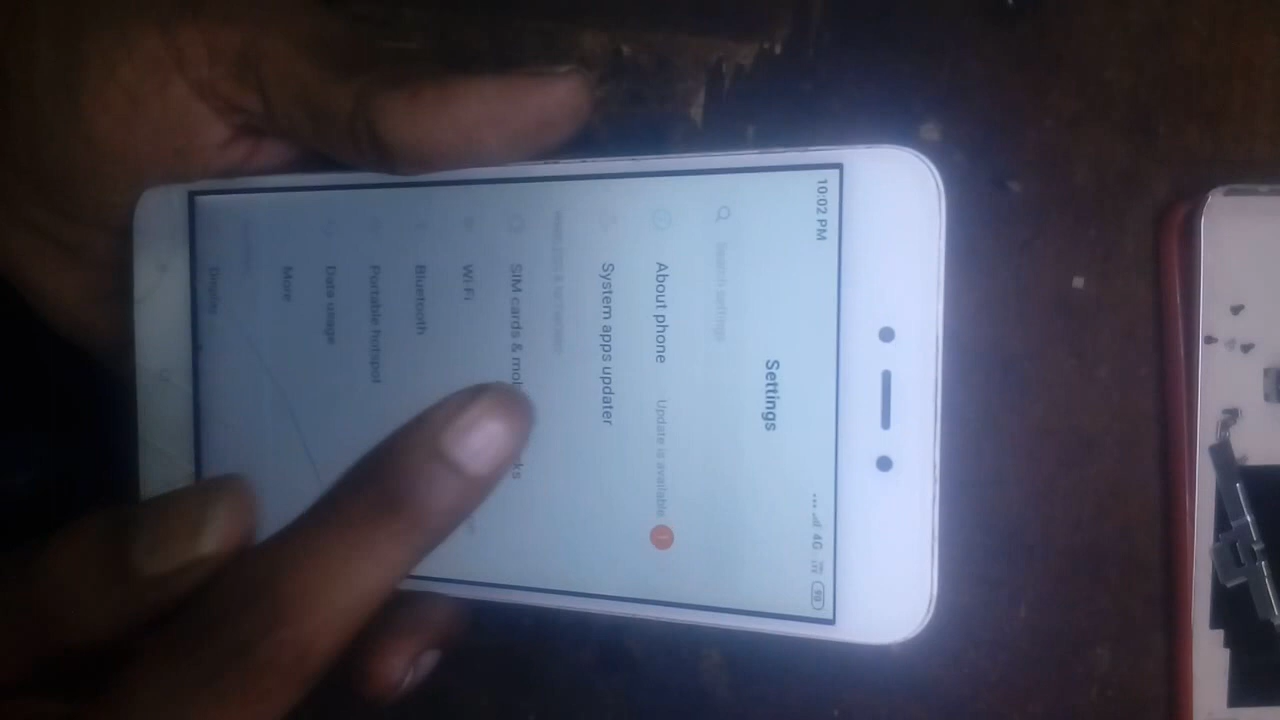 10:02 PM 4G
Settings
Search settings
About phone Update is available
System apps updater
SIM cards &
Wi-Fi
Bluetooth
Portable hotspot
Data usage
More
Display